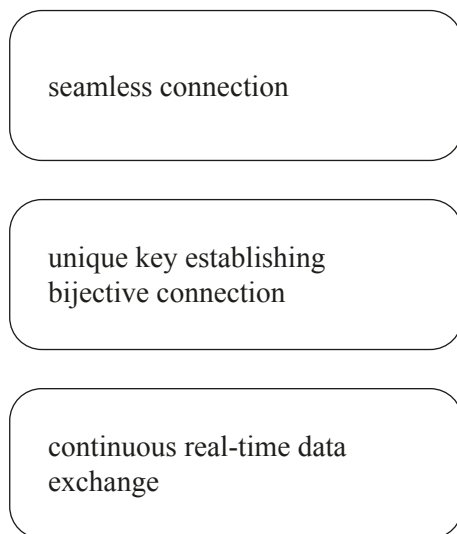 seamless connection
unique key establishing
bijective connection
continuous real-time data
exchange